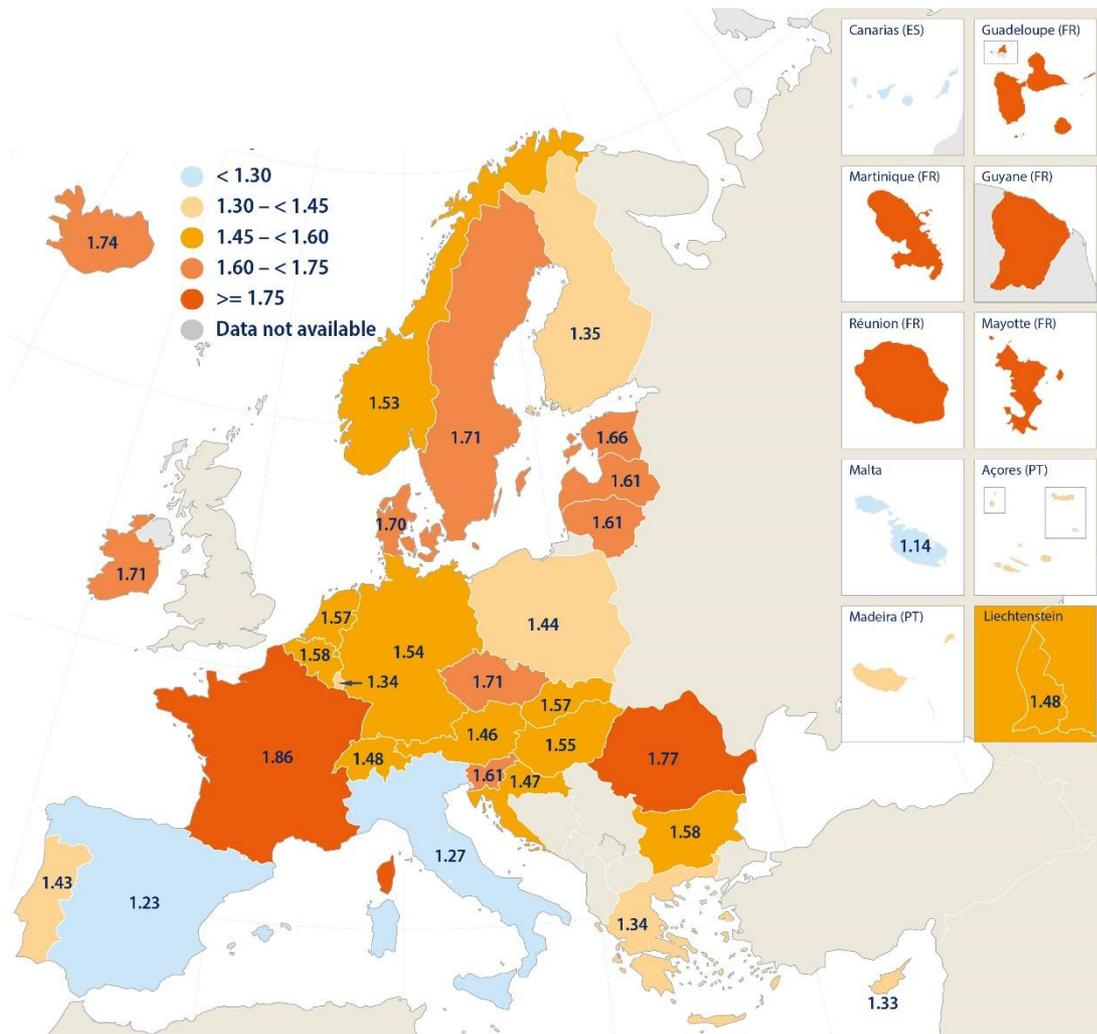 Canarias (ES)
Guadeloupe (FR)
< 1.30
1.30 – < 1.45
1.45 – < 1.60
1.60 – < 1.75
>= 1.75
Data not available
Martinique (FR)
Guyane (FR)
1.74
Réunion (FR)
Mayotte (FR)
1.35
1.53
1.71
1.66
1.61
1.61
Malta
Açores (PT)
1.14
1.70
1.71
1.57
1.44
Madeira (PT)
Liechtenstein
1.58
1.54
1.34
1.71
1.57
1.48
1.46
1.55
1.86
1.48
1.61
1.47
1.77
1.58
1.27
1.43
1.23
1.34
1.33